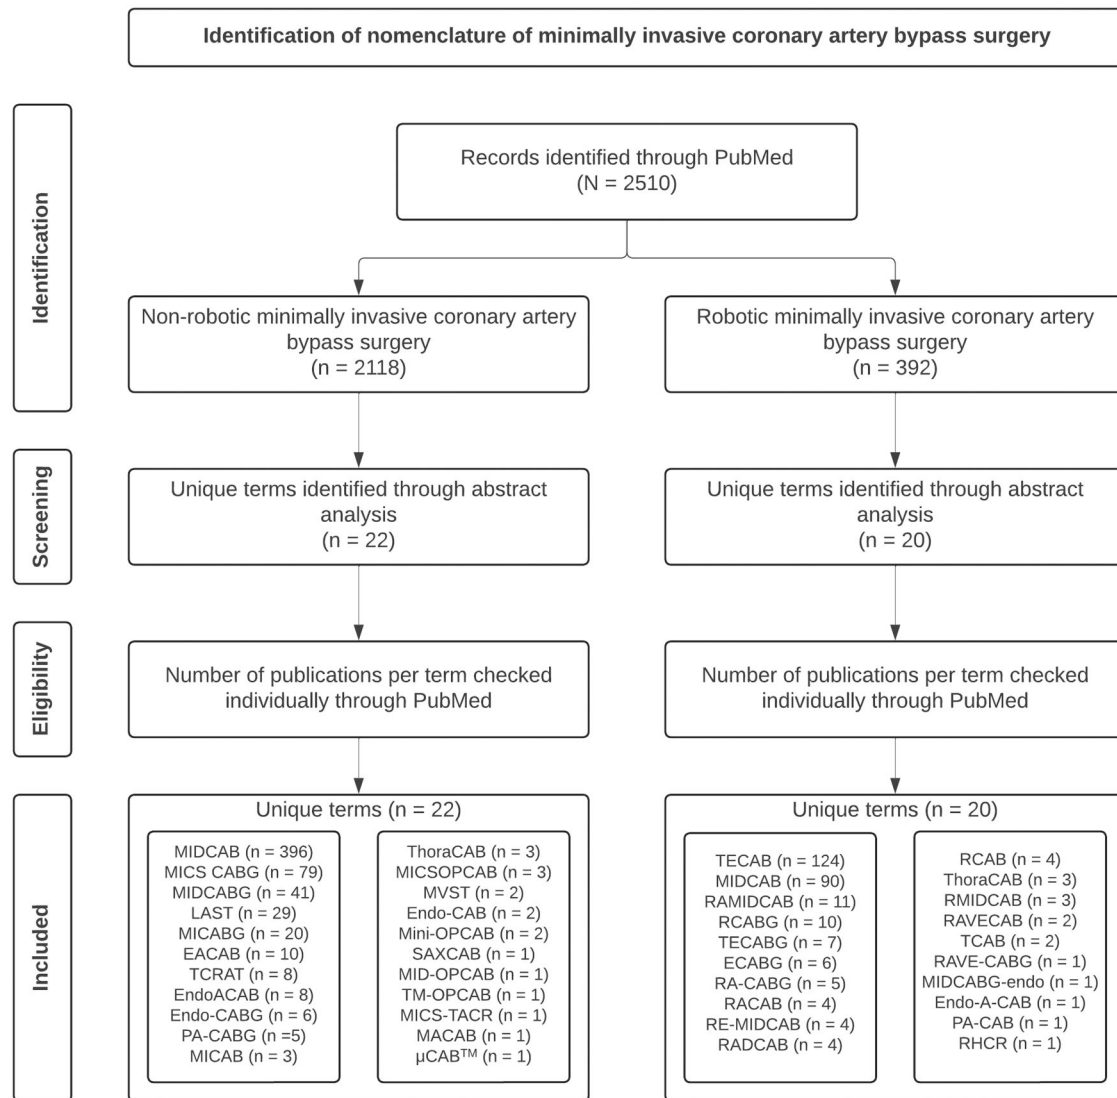 Identification of nomenclature of minimally invasive coronary artery bypass surgery
Identification
Records identified through PubMed
(N = 2510)
Non-robotic minimally invasive coronary artery
bypass surgery
(n = 2118)
Robotic minimally invasive coronary artery
bypass surgery
(n = 392)
Screening
Unique terms identified through abstract
analysis
(n = 22)
Unique terms identified through abstract
analysis
(n = 20)
Eligibility
Number of publications per term checked
individually through PubMed
Number of publications per term checked
individually through PubMed
Included
Unique terms (n = 22)
MIDCAB (n = 396)
MICS CABG (n = 79)
MIDCABG (n = 41)
LAST (n = 29)
MICABG (n = 20)
EACAB (n = 10)
TCRAT (n = 8)
EndoACAB (n = 8)
Endo-CABG (n = 6)
PA-CABG (n =5)
MICAB (n = 3)
ThoraCAB (n = 3)
MICSOPCAB (n = 3)
MVST (n = 2)
Endo-CAB (n = 2)
Mini-OPCAB (n = 2)
SAXCAB (n = 1)
MID-OPCAB (n = 1)
TM-OPCAB (n = 1)
MICS-TACR (n = 1)
MACAB (n = 1)
μCAB™ (n = 1)
Unique terms (n = 20)
TECAB (n = 124)
MIDCAB (n = 90)
RAMIDCAB (n = 11)
RCABG (n = 10)
TECABG (n = 7)
ECABG (n = 6)
RA-CABG (n = 5)
RACAB (n = 4)
RE-MIDCAB (n = 4)
RADCAB (n = 4)
RCAB (n = 4)
ThoraCAB (n = 3)
RMIDCAB (n = 3)
RAVECAB (n = 2)
TCAB (n = 2)
RAVE-CABG (n = 1)
MIDCABG-endo (n = 1)
Endo-A-CAB (n = 1)
PA-CAB (n = 1)
RHCR (n = 1)